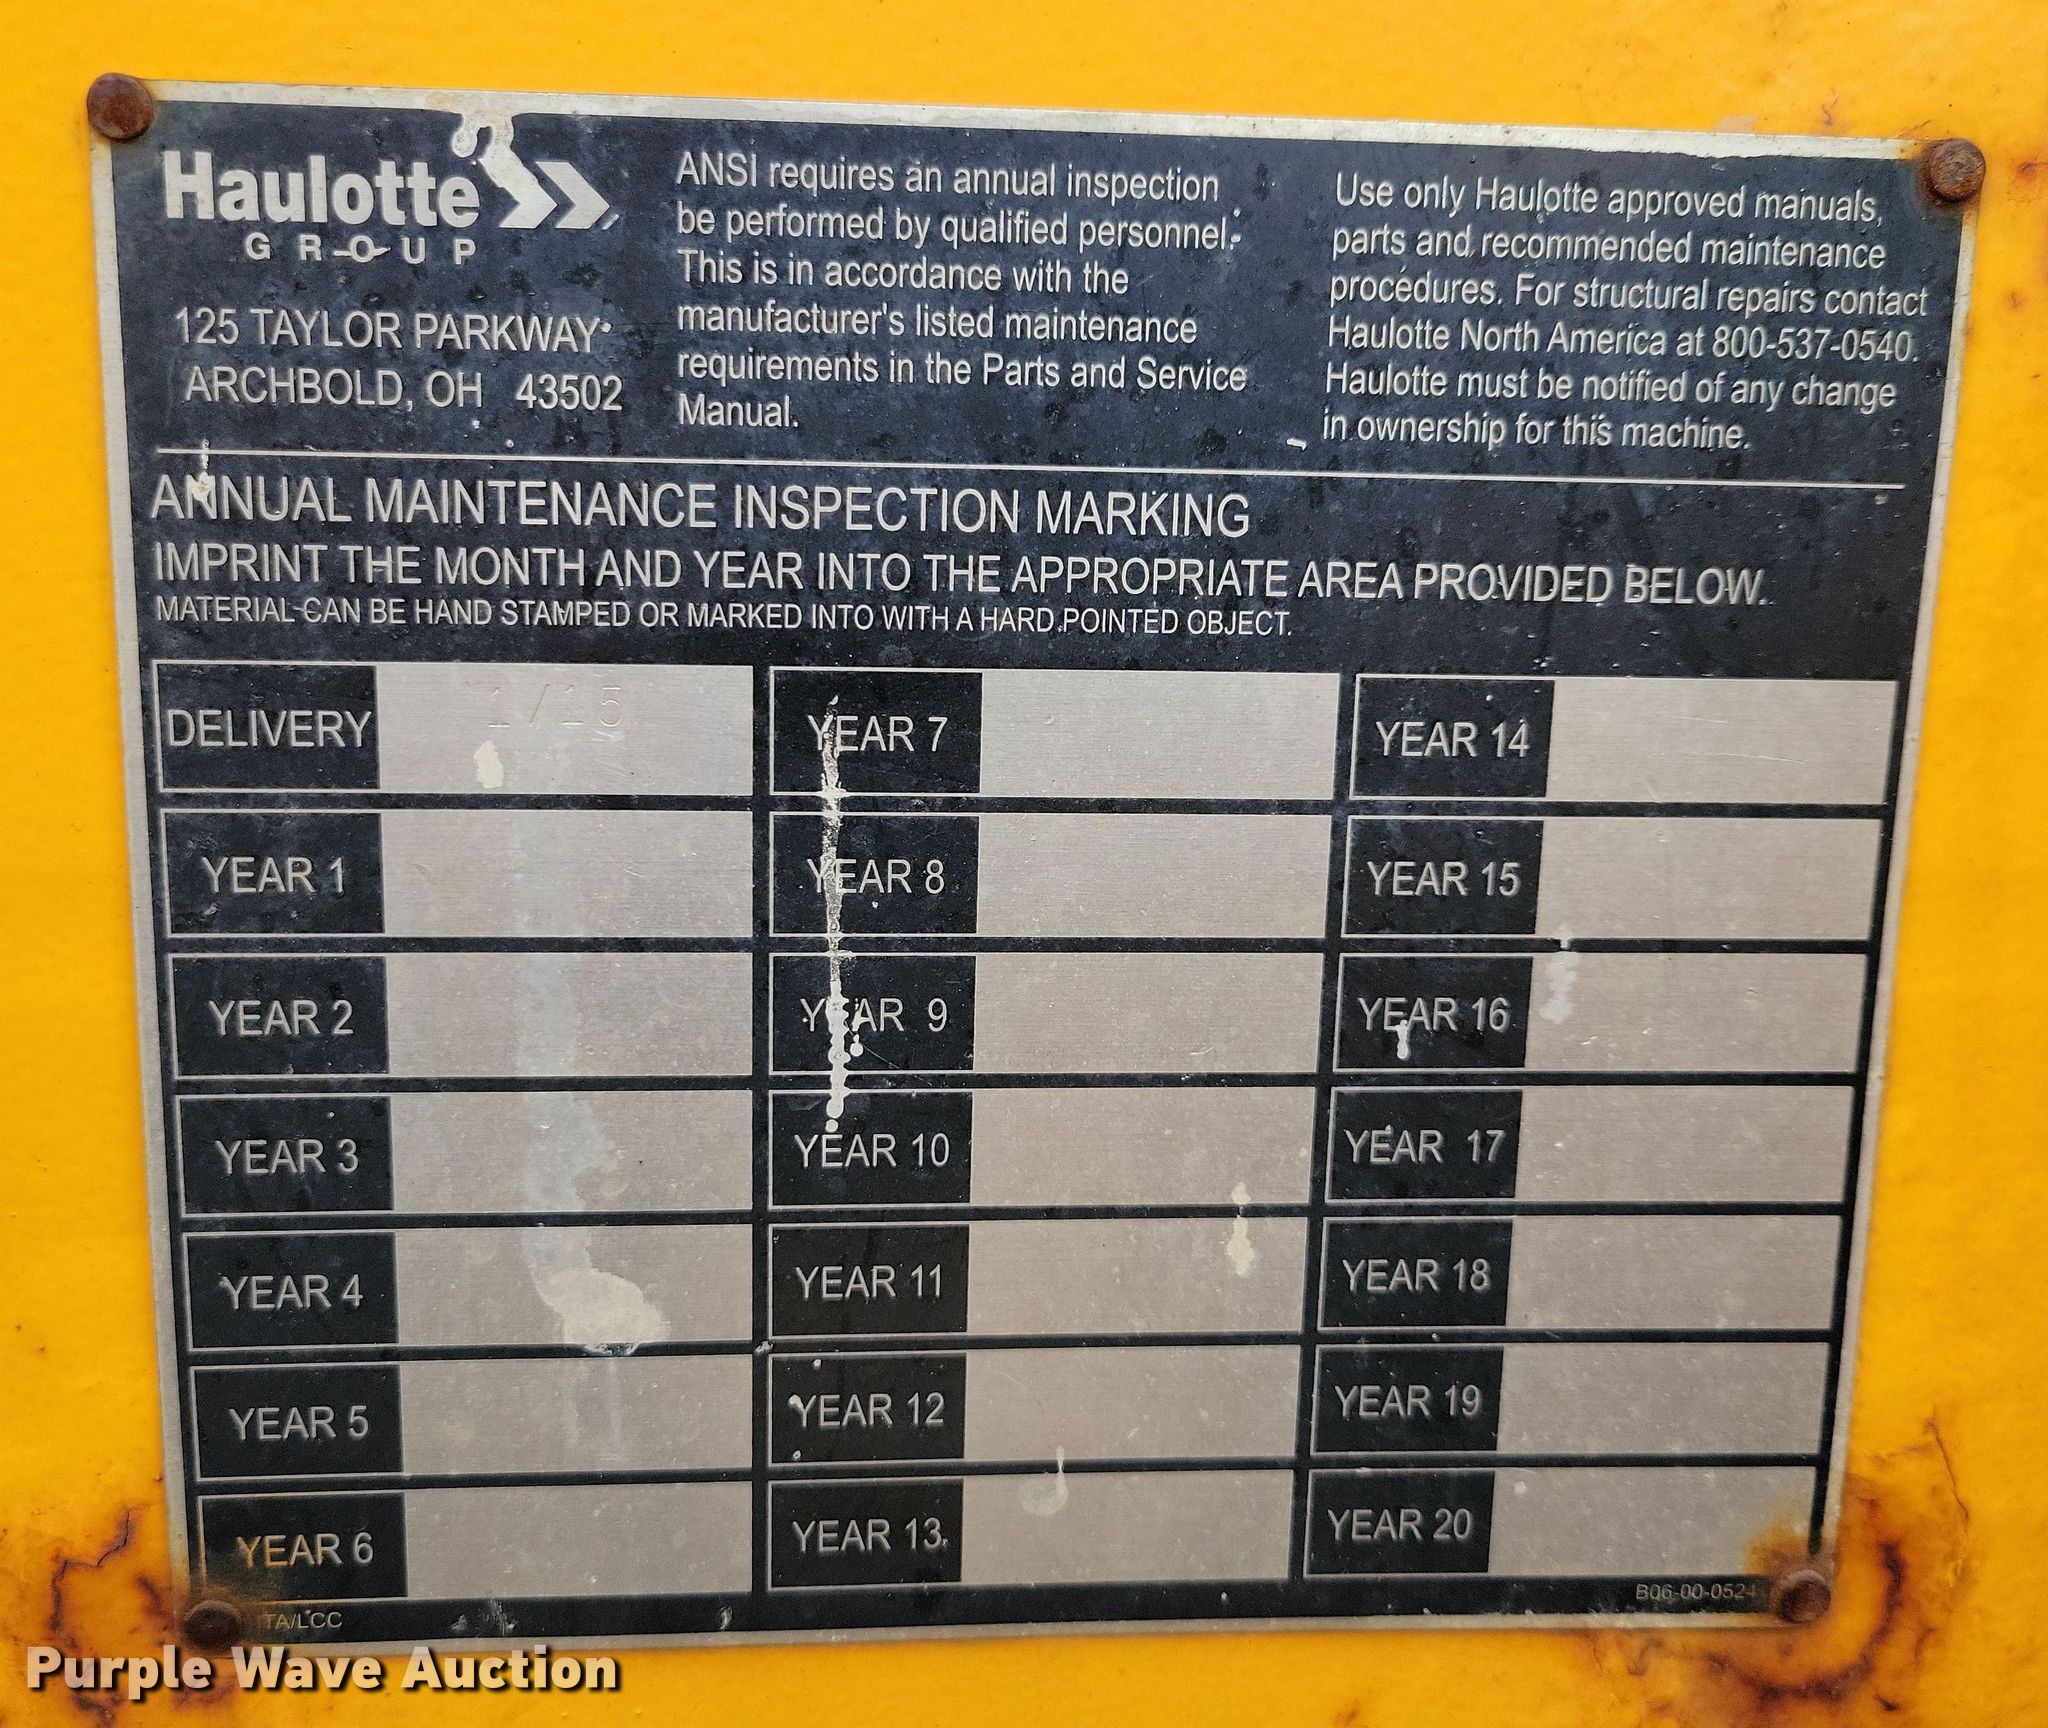 Haulotte
GROUP
125 TAYLOR PARKWAY
ARCHBOLD, OH 43502
ANSI requires an annual inspection
be performed by qualified personnel.
This is in accordance with the
manufacturer's listed maintenance
requirements in the Parts and Service
Manual.
Use only Haulotte approved manuals,
parts and recommended maintenance
procedures. For structural repairs contact
Haulotte North America at 800-537-0540.
Haulotte must be notified of any change
in ownership for this machine.
ANNUAL MAINTENANCE INSPECTION MARKING
IMPRINT THE MONTH AND YEAR INTO THE APPROPRIATE AREA PROVIDED BELOW.
MATERIAL CAN BE HAND STAMPED OR MARKED INTO WITH A HARD POINTED OBJECT.
DELIVERY 1/15
YEAR 1
YEAR 2
YEAR 3
YEAR 4
YEAR 5
YEAR 6
YEAR 7
YEAR 8
YEAR 9
YEAR 10
YEAR 11
YEAR 12
YEAR 13
YEAR 14
YEAR 15
YEAR 16
YEAR 17
YEAR 18
YEAR 19
YEAR 20
TA/LCC
B06-00-0524
Purple Wave Auction